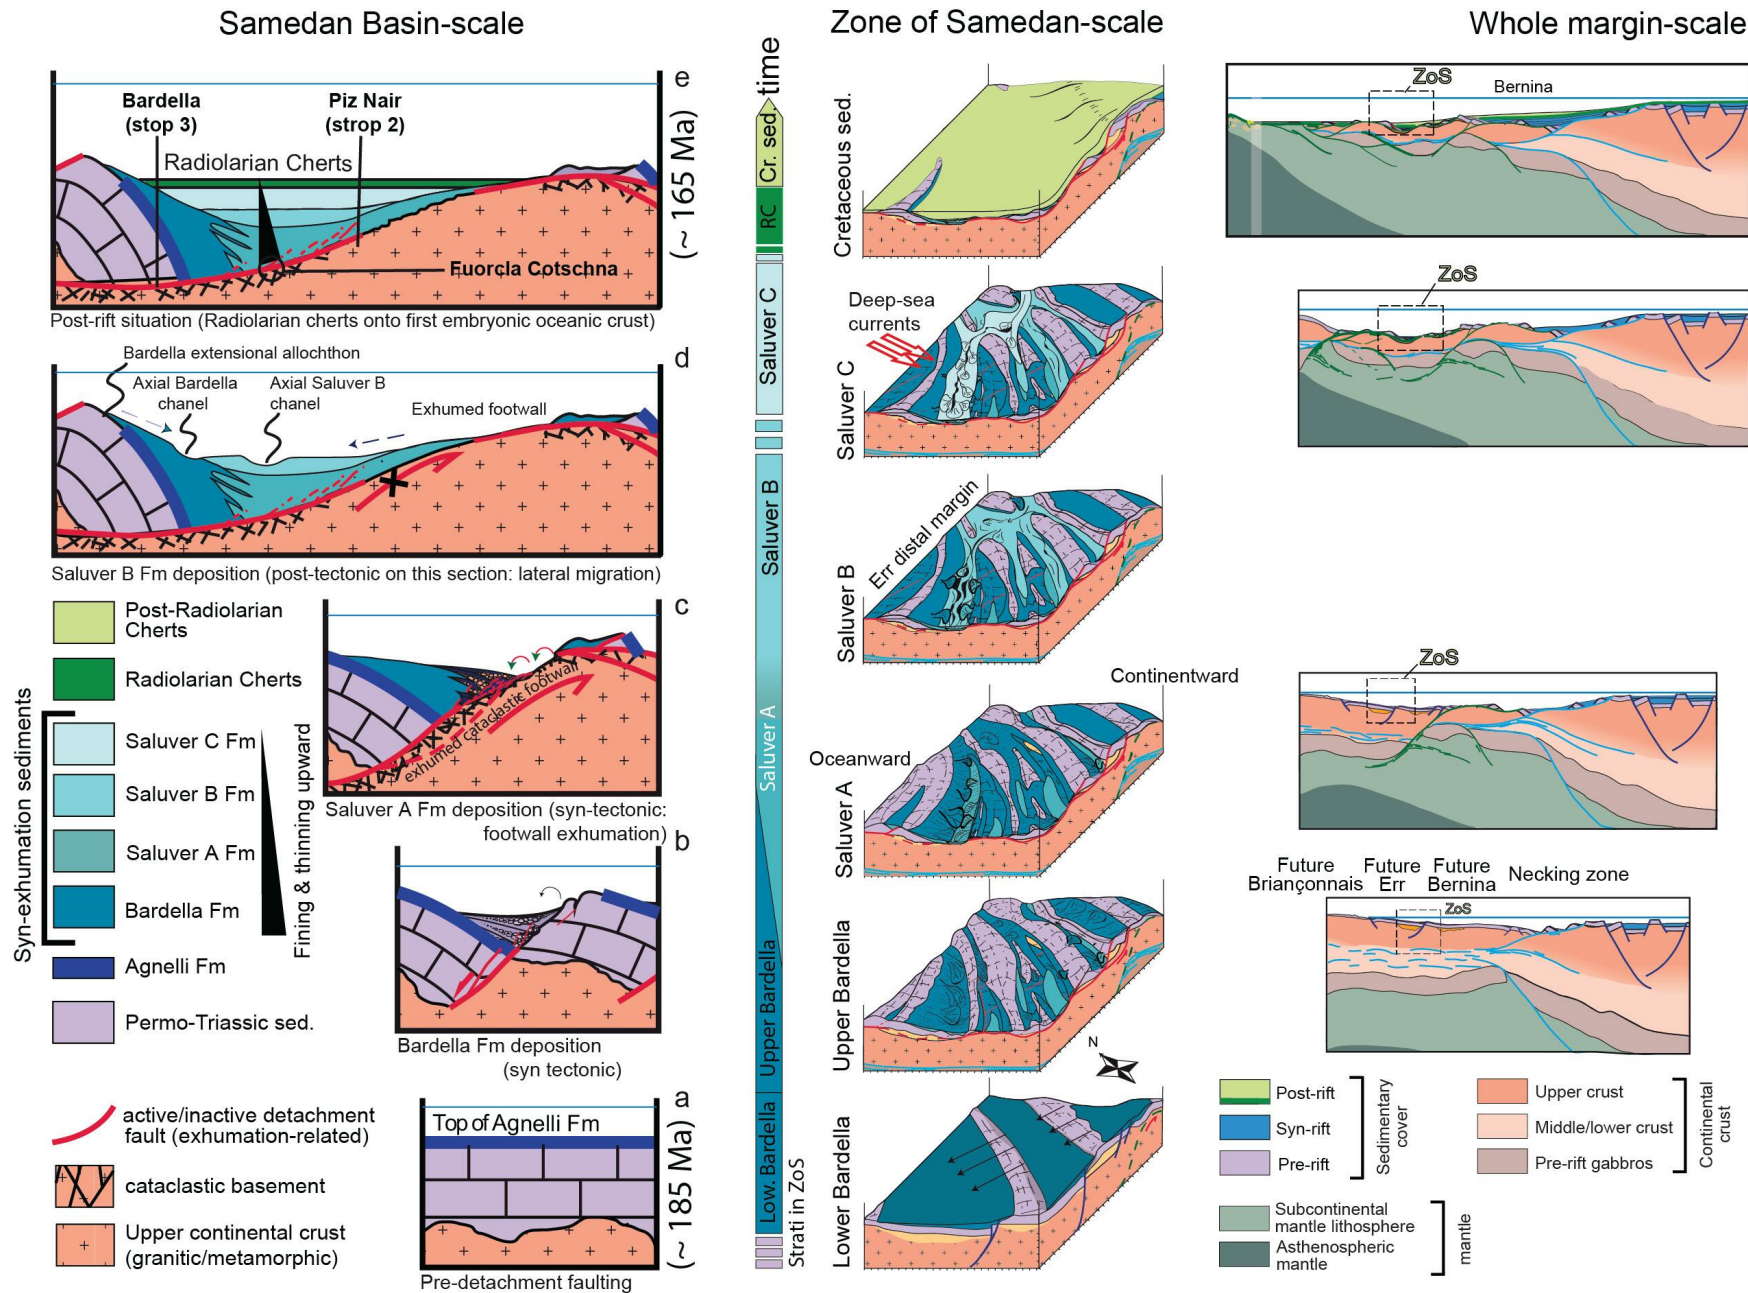 Samedan Basin-scale
Zone of Samedan-scale
Whole margin-scale
e
Bardella
(stop 3)
Piz Nair
(strop 2)
Radiolarian Cherts
Fuorcla Cotschna
(~ 165 Ma)
Post-rift situation (Radiolarian cherts onto first embryonic oceanic crust)
d
Bardella extensional allochthon
Axial Bardella
chanel
Axial Saluver B
chanel
Exhumed footwall
Saluver B Fm deposition (post-tectonic on this section: lateral migration)
c
exhumed cataclastic footwall
Saluver A Fm deposition (syn-tectonic:
footwall exhumation)
b
Bardella Fm deposition
(syn tectonic)
a
Top of Agnelli Fm
(~ 185 Ma)
Pre-detachment faulting
Syn-exhumation sediments
Post-Radiolarian
Cherts
Radiolarian Cherts
Saluver C Fm
Saluver B Fm
Saluver A Fm
Bardella Fm
Fining & thinning upward
Agnelli Fm
Permo-Triassic sed.
active/inactive detachment
fault (exhumation-related)
cataclastic basement
Upper continental crust
(granitic/metamorphic)
time
Cr. sed.
RC
Saluver C
Saluver B
Saluver A
Upper Bardella
Low. Bardella
Strati in ZoS
Cretaceous sed.
Deep-sea
currents
Saluver C
Err distal margin
Saluver B
Continentward
Oceanward
Saluver A
Upper Bardella
N
Lower Bardella
ZoS
Bernina
ZoS
ZoS
Future
Briançonnais
Future
Err
Future
Bernina
Necking zone
ZoS
Post-rift
Syn-rift
Pre-rift
Sedimentary
cover
Upper crust
Middle/lower crust
Pre-rift gabbros
Continental
crust
Subcontinental
mantle lithosphere
Asthenospheric
mantle
mantle